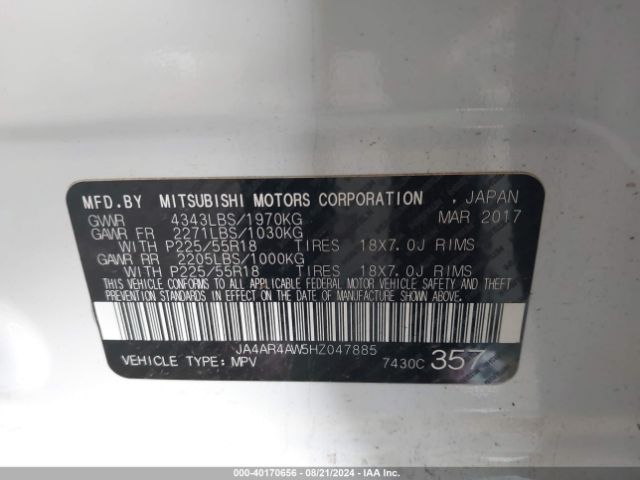 MFD.BY MITSUBISHI MOTORS CORPORATION , JAPAN
GVWR 4343LBS/1970KG MAR 2017
GAWR FR 2271LBS/1030KG
WITH P225/55R18 TIRES 18X7.0J RIMS
GAWR RR 2205LBS/1000KG
WITH P225/55R18 TIRES 18X7.0J RIMS
THIS VEHICLE CONFORMS TO ALL APPLICABLE FEDERAL MOTOR VEHICLE SAFETY AND THEFT
PREVENTION STANDARDS IN EFFECT ON THE DATE OF MANUFACTURE SHOWN ABOVE.
JA4AR4AW5HZ047885
VEHICLE TYPE: MPV 7430C 357
000-40170656 - 08/21/2024 - IAAI.COM